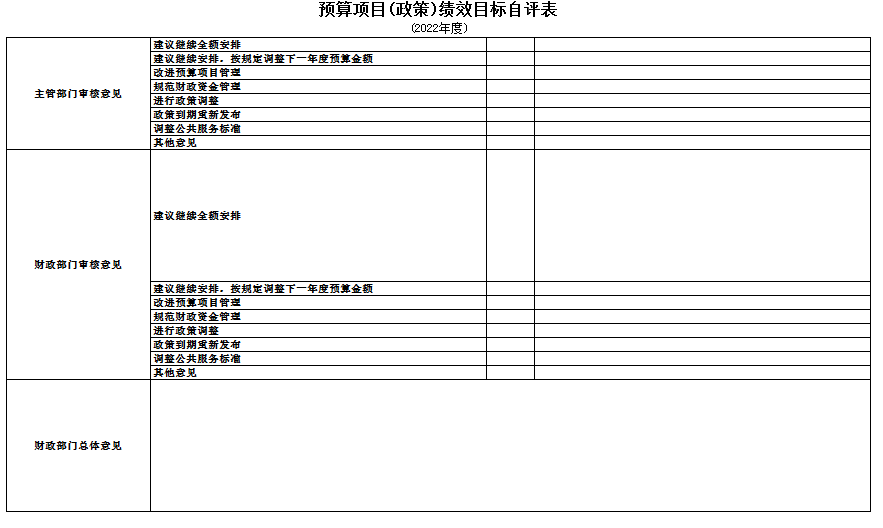 预算项目(政策)绩效目标自评表
(2022年度)
主管部门审核意见
建议继续全额安排
建议继续安排，按规定调整下一年度预算金额
改进预算项目管理
规范财政资金管理
进行政策调整
政策到期重新发布
调整公共服务标准
其他意见
财政部门审核意见
建议继续全额安排
建议继续安排，按规定调整下一年度预算金额
改进预算项目管理
规范财政资金管理
进行政策调整
政策到期重新发布
调整公共服务标准
其他意见
财政部门总体意见